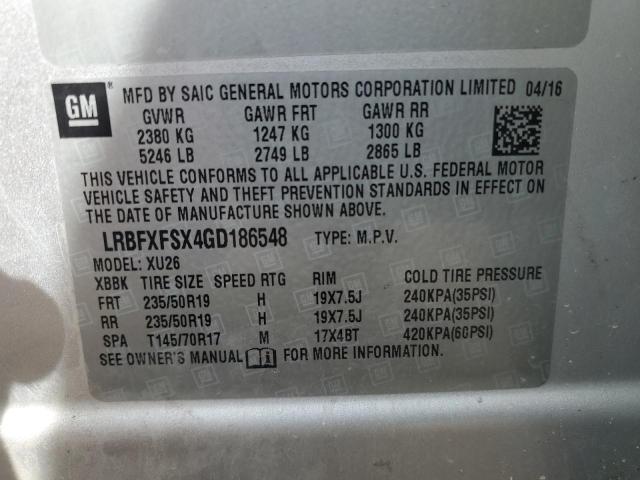 GM ® MFD BY SAIC GENERAL MOTORS CORPORATION LIMITED 04/16
GVWR GAWR FRT GAWR RR
2380 KG 1247 KG 1300 KG
5246 LB 2749 LB 2865 LB
THIS VEHICLE CONFORMS TO ALL APPLICABLE U.S. FEDERAL MOTOR
VEHICLE SAFETY AND THEFT PREVENTION STANDARDS IN EFFECT ON
THE DATE OF MANUFACTURE SHOWN ABOVE.
LRBFXFSX4GD186548 TYPE: M.P.V.
MODEL: XU26
XBBK TIRE SIZE SPEED RTG RIM COLD TIRE PRESSURE
FRT 235/50R19 H 19X7.5J 240KPA(35PSI)
RR 235/50R19 H 19X7.5J 240KPA(35PSI)
SPA T145/70R17 M 17X4BT 420KPA(60PSI)
SEE OWNER'S MANUAL FOR MORE INFORMATION.